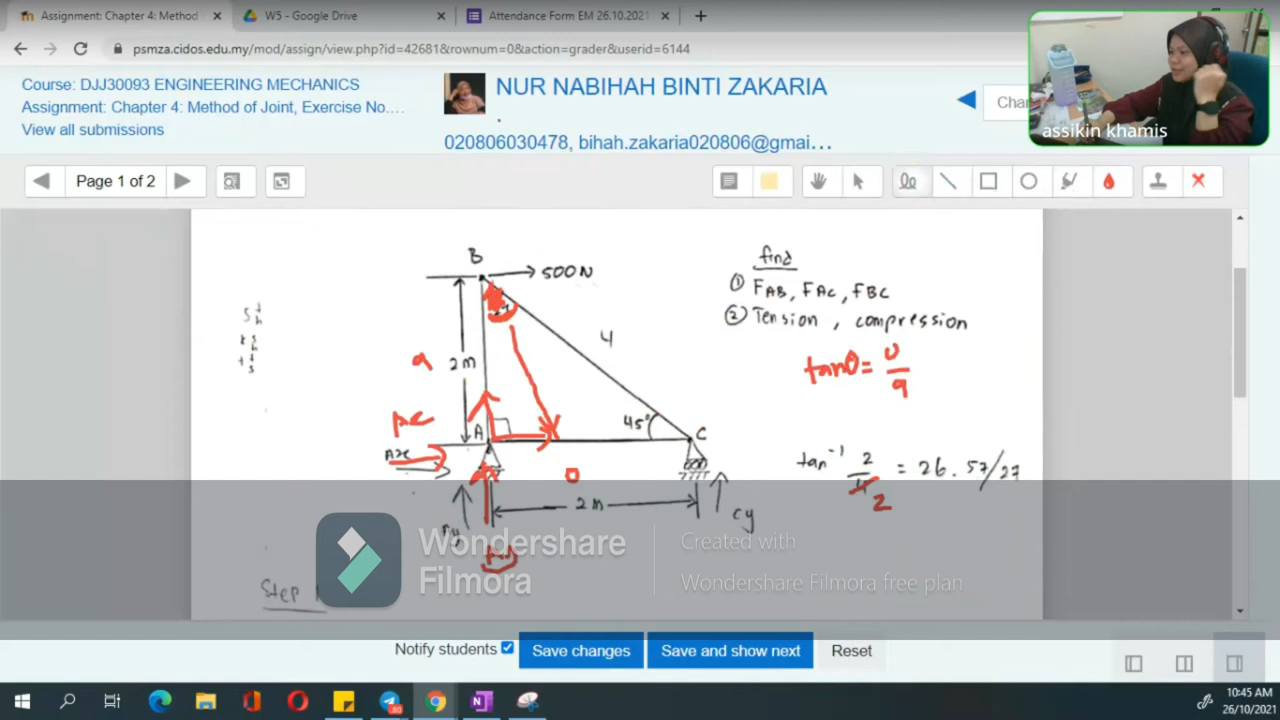 Assignment: Chapter 4: Method
W5 - Google Drive
Attendance Form EM 26.10.2021
psmza.cidos.edu.my/mod/assign/view.php?id=42681&rownum=0&action=grader&userid=6144
Course: DJJ30093 ENGINEERING MECHANICS
Assignment: Chapter 4: Method of Joint, Exercise No....
View all submissions
NUR NABIHAH BINTI ZAKARIA
.
020806030478, bihah.zakaria020806@gmai...
assikin khamis
Page 1 of 2
B
500N
find
① FAB, FAC, FBC
② Tension, compression
tanθ = o/a
4
a
2m
45°
A
C
Ax
tan⁻¹ 2/4 = 26.57/27
2
o
2m
Cy
Step
Wondershare
Filmora
Created with
Wondershare Filmora free plan
Notify students
Save changes
Save and show next
Reset
10:45 AM
26/10/2021